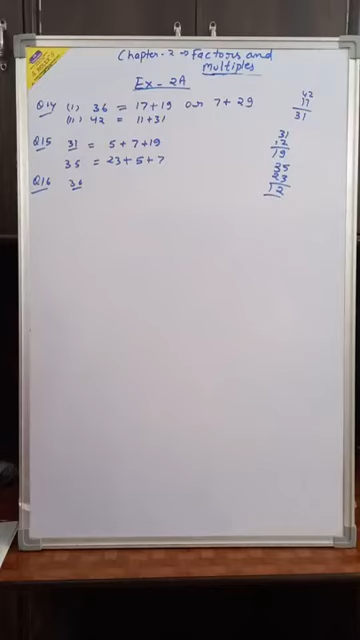 Chapter-2 → Factors and
Multiples
Ex-2A
Q14 (i) 36 = 17+19 or 7+29
(ii) 42 = 11+31
42
11
31
Q15 31 = 5+7+19
35 = 23+5+7
31
12
19
35
23
12
Q16 36